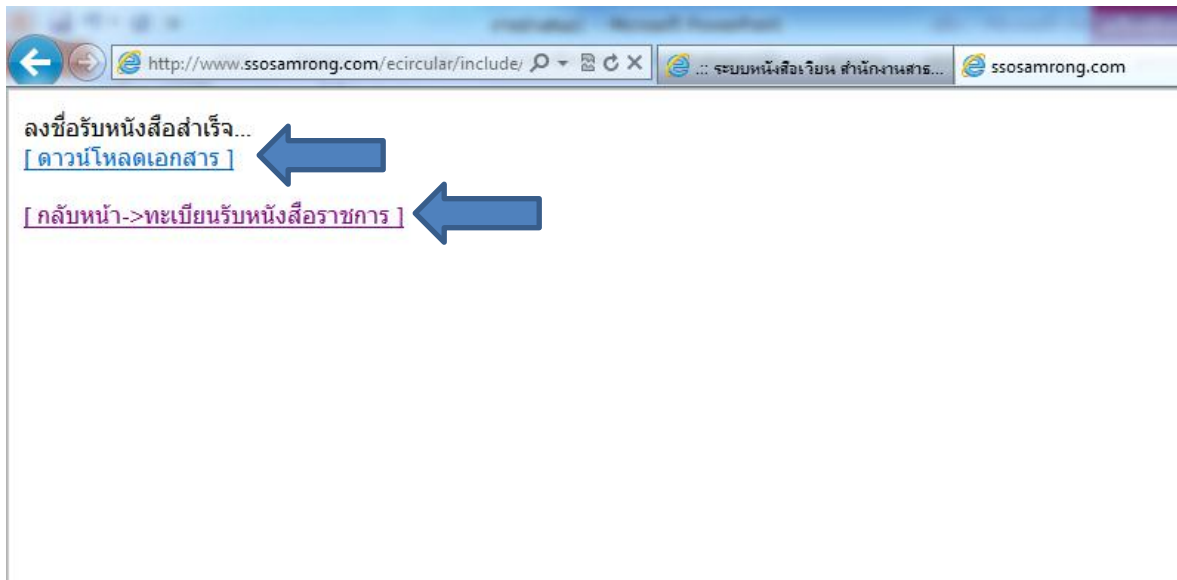 http://www.ssosamrong.com/ecircular/include/
.:: ระบบหนังสือเวียน สำนักงานสาธ...
ssosamrong.com
ลงชื่อรับหนังสือสำเร็จ...
[ ดาวน์โหลดเอกสาร ]
[ กลับหน้า->ทะเบียนรับหนังสือราชการ ]